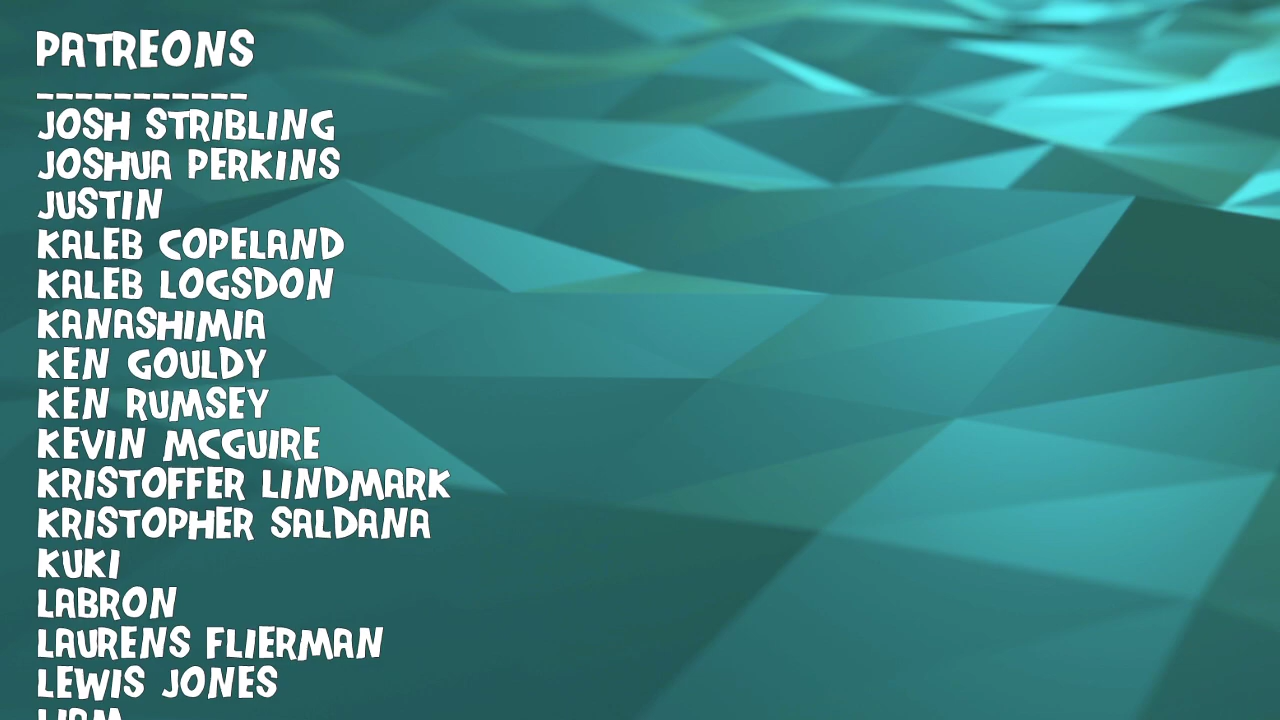 PATREONS
___________
JOSH STRIBLING
JOSHUA PERKINS
JUSTIN
KALEB COPELAND
KALEB LOGSDON
KANASHIMIA
KEN GOULDY
KEN RUMSEY
KEVIN MCGUIRE
KRISTOFFER LINDMARK
KRISTOPHER SALDANA
KUKI
LABRON
LAURENS FLIERMAN
LEWIS JONES